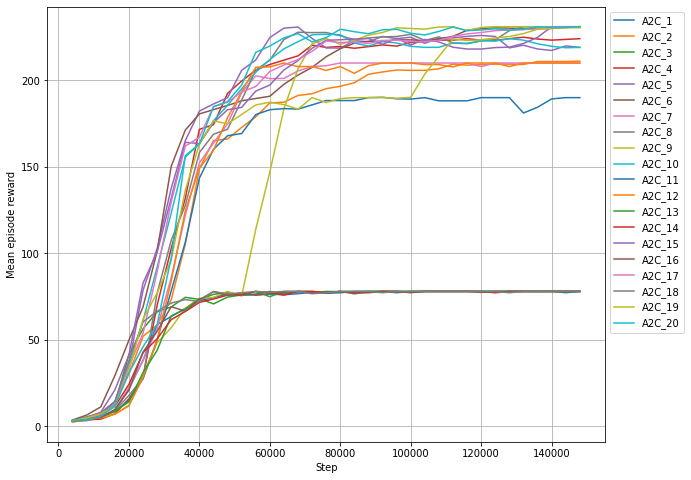 Mean episode reward
200
150
100
50
0
0
20000
40000
60000
80000
100000
120000
140000
Step
A2C_1
A2C_2
A2C_3
A2C_4
A2C_5
A2C_6
A2C_7
A2C_8
A2C_9
A2C_10
A2C_11
A2C_12
A2C_13
A2C_14
A2C_15
A2C_16
A2C_17
A2C_18
A2C_19
A2C_20